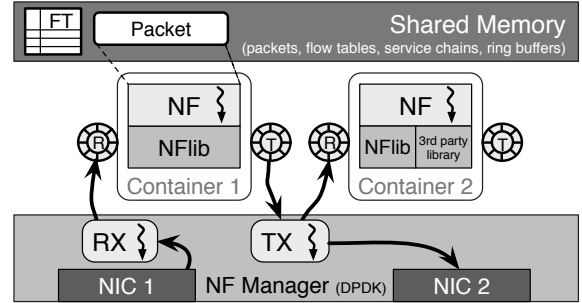 FT
Packet
Shared Memory
(packets, flow tables, service chains, ring buffers)
NF
NF
R
NFlib
T
R
NFlib
3rd party
library
T
Container 1
Container 2
RX
TX
NIC 1
NF Manager (DPDK)
NIC 2